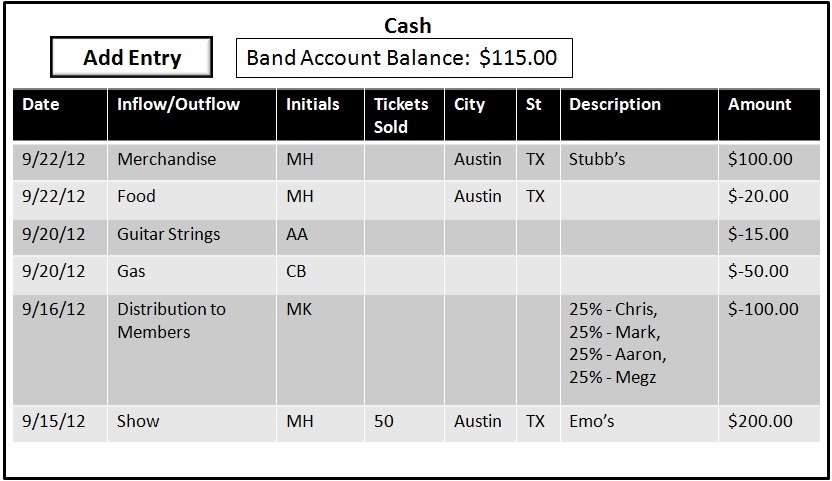 Cash
Add Entry
Band Account Balance: $115.00
Date Inflow/Outflow Initials Tickets Sold City St Description Amount
9/22/12 Merchandise MH Austin TX Stubb's $100.00
9/22/12 Food MH Austin TX $-20.00
9/20/12 Guitar Strings AA $-15.00
9/20/12 Gas CB $-50.00
9/16/12 Distribution to Members MK 25% - Chris, 25% - Mark, 25% - Aaron, 25% - Megz $-100.00
9/15/12 Show MH 50 Austin TX Emo's $200.00